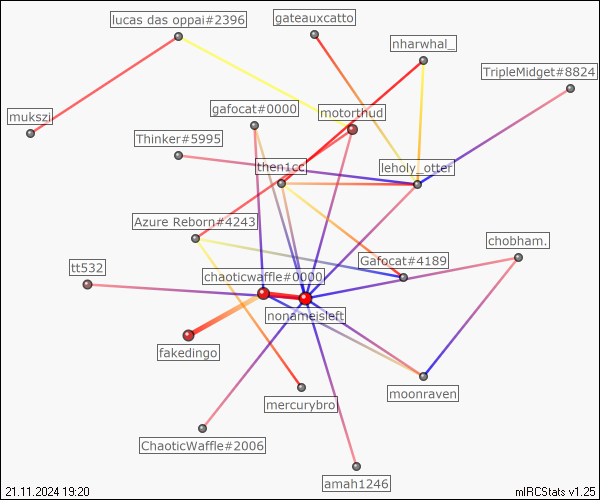 lucas das oppai#2396
gateauxcatto
nharwhal_
TripleMidget#8824
mukszi
gafocat#0000
motorthud
Thinker#5995
then1cc
leholy_otter
Azure Reborn#4243
chobham.
tt532
chaoticwaffle#0000
Gafocat#4189
nonameisleft
fakedingo
moonraven
mercurybro
ChaoticWaffle#2006
amah1246
21.11.2024 19:20
mIRCStats v1.25